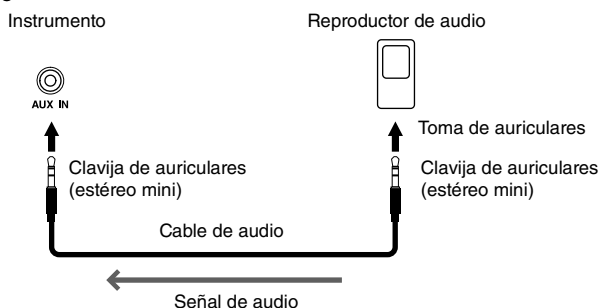 Instrumento
Reproductor de audio
AUX IN
Toma de auriculares
Clavija de auriculares
(estéreo mini)
Clavija de auriculares
(estéreo mini)
Cable de audio
Señal de audio